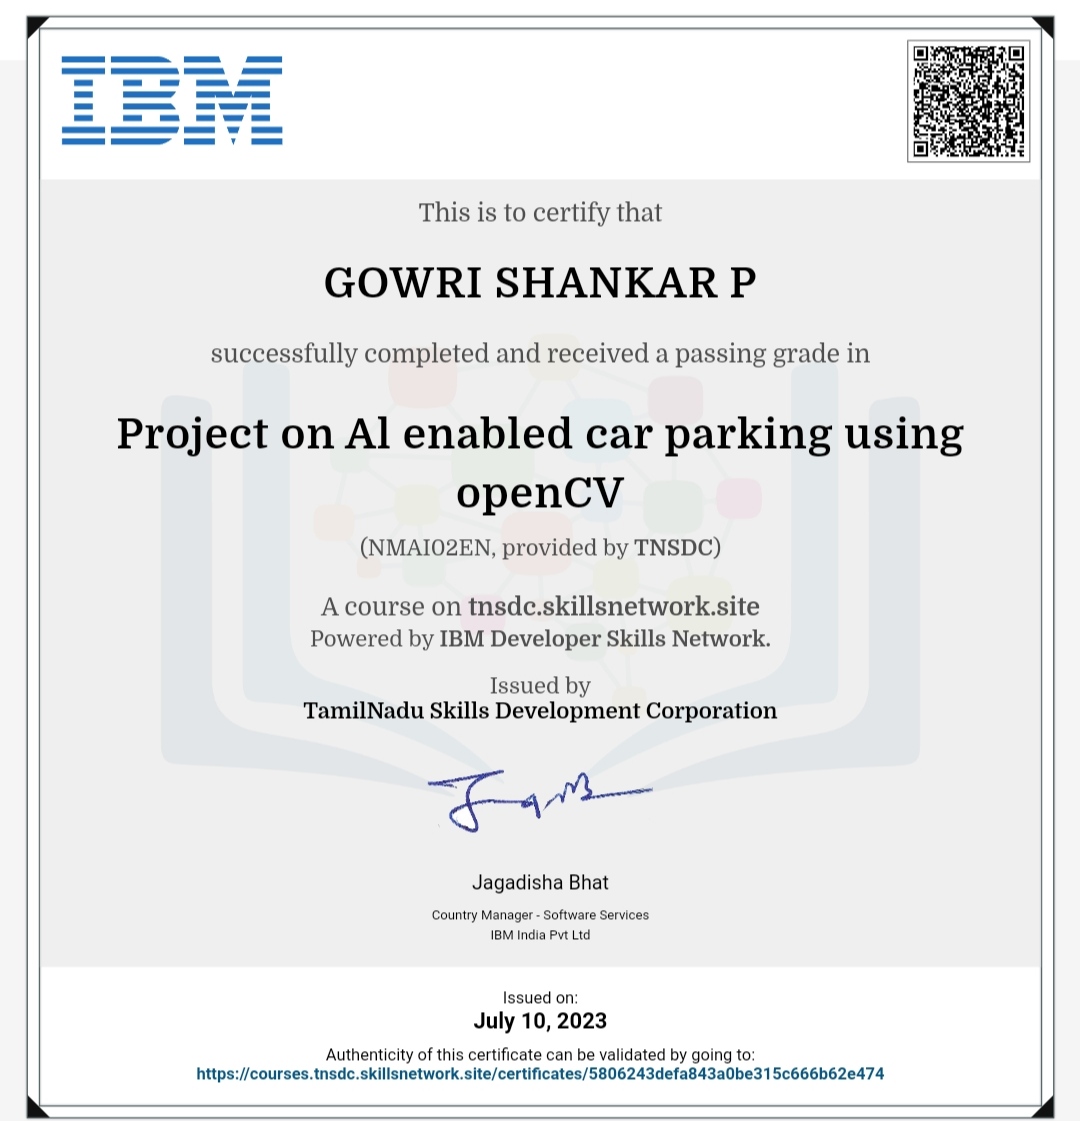 IBM
This is to certify that
GOWRI SHANKAR P
successfully completed and received a passing grade in
Project on Al enabled car parking using
openCV
(NMAI02EN, provided by TNSDC)
A course on tnsdc.skillsnetwork.site
Powered by IBM Developer Skills Network.
Issued by
TamilNadu Skills Development Corporation
Jagadisha Bhat
Country Manager - Software Services
IBM India Pvt Ltd
Issued on:
July 10, 2023
Authenticity of this certificate can be validated by going to:
https://courses.tnsdc.skillsnetwork.site/certificates/5806243defa843a0be315c666b62e474